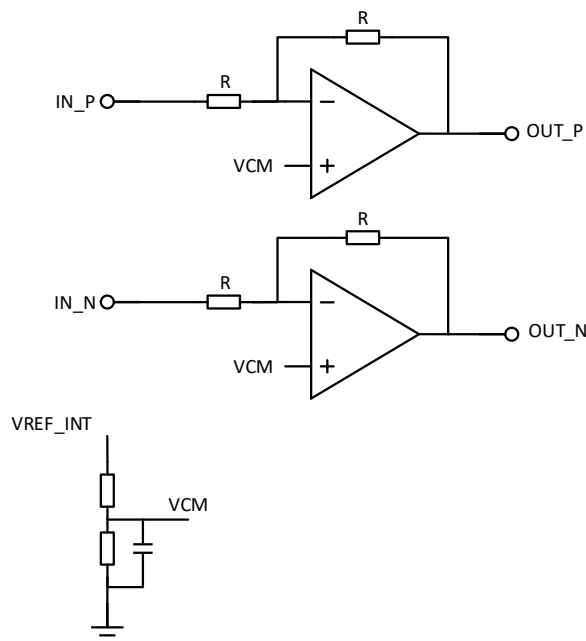 R
R
IN_P
−
OUT_P
VCM
+
R
R
IN_N
−
OUT_N
VCM
+
VREF_INT
VCM